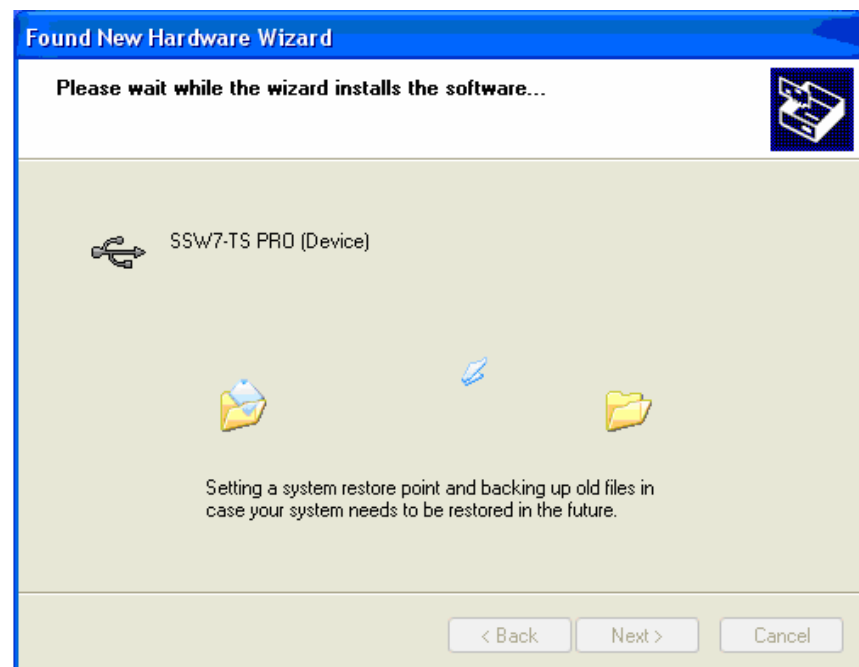 Found New Hardware Wizard
Please wait while the wizard installs the software...
SSW7-TS PRO (Device)
Setting a system restore point and backing up old files in
case your system needs to be restored in the future.
< Back Next > Cancel